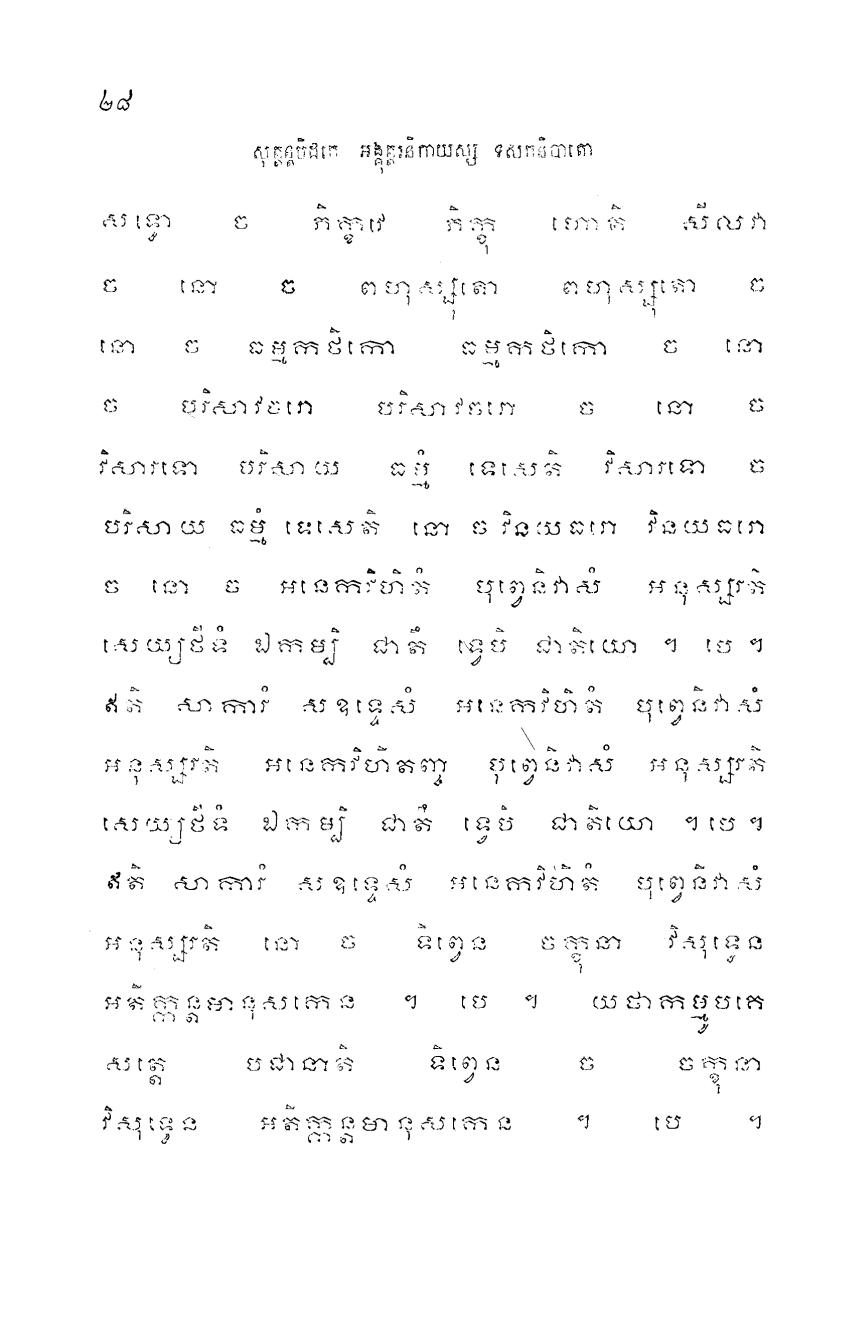 ២៨
សុត្តន្តបិដកេ អង្គុត្តរនិកាយស្ស ទសកនិបាតោ
សទ្ធោ ច ភិក្ខវេ ភិក្ខុ ហោតិ សីលវា
ច នោ ច ពហុស្សុតោ ពហុស្សុតោ ច
នោ ច ធម្មកថិកោ ធម្មកថិកោ ច នោ
ច បរិសាវចរោ បរិសាវចរោ ច នោ ច
វិសារទោ បរិសាយ ធម្មំ ទេសេតិ វិសារទោ ច
បរិសាយ ធម្មំ ទេសេតិ នោ ច វិនយធរោ វិនយធរោ
ច នោ ច អនេកវិហិតំ បុព្វេនិវាសំ អនុស្សរតិ
សេយ្យថីទំ ឯកម្បិ ជាតឹ ទ្វេបិ ជាតិយោ ។ បេ ។
ឥតិ សាការំ សឧទ្ទេសំ អនេកវិហិតំ បុព្វេនិវាសំ
អនុស្សរតិ អនេកវិហិតញ្ច បុព្វេនិវាសំ អនុស្សរតិ
សេយ្យថីទំ ឯកម្បិ ជាតឹ ទ្វេបិ ជាតិយោ ។ បេ ។
ឥតិ សាការំ សឧទ្ទេសំ អនេកវិហិតំ បុព្វេនិវាសំ
អនុស្សរតិ នោ ច ទិព្វេន ចក្ខុនា វិសុទ្ធេន
អតិក្កន្តមានុសកេន ។ បេ ។ យថាកម្មូបគេ
សត្តេ បជានាតិ ទិព្វេន ច ចក្ខុនា
វិសុទ្ធេន អតិក្កន្តមានុសកេន ។ បេ ។